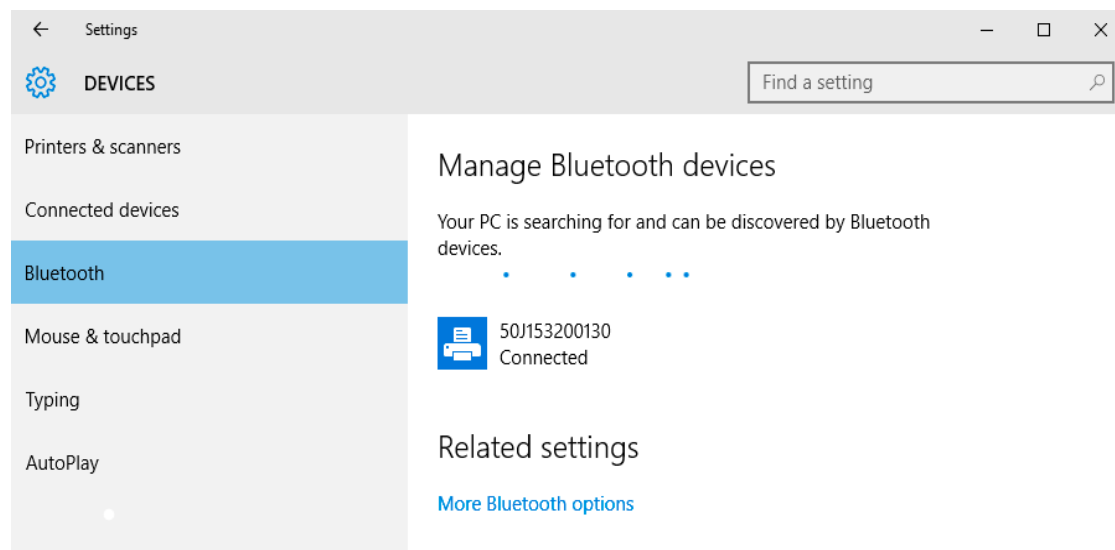 Settings
DEVICES
Find a setting
Printers & scanners
Connected devices
Bluetooth
Mouse & touchpad
Typing
AutoPlay
Manage Bluetooth devices
Your PC is searching for and can be discovered by Bluetooth
devices.
50J153200130
Connected
Related settings
More Bluetooth options